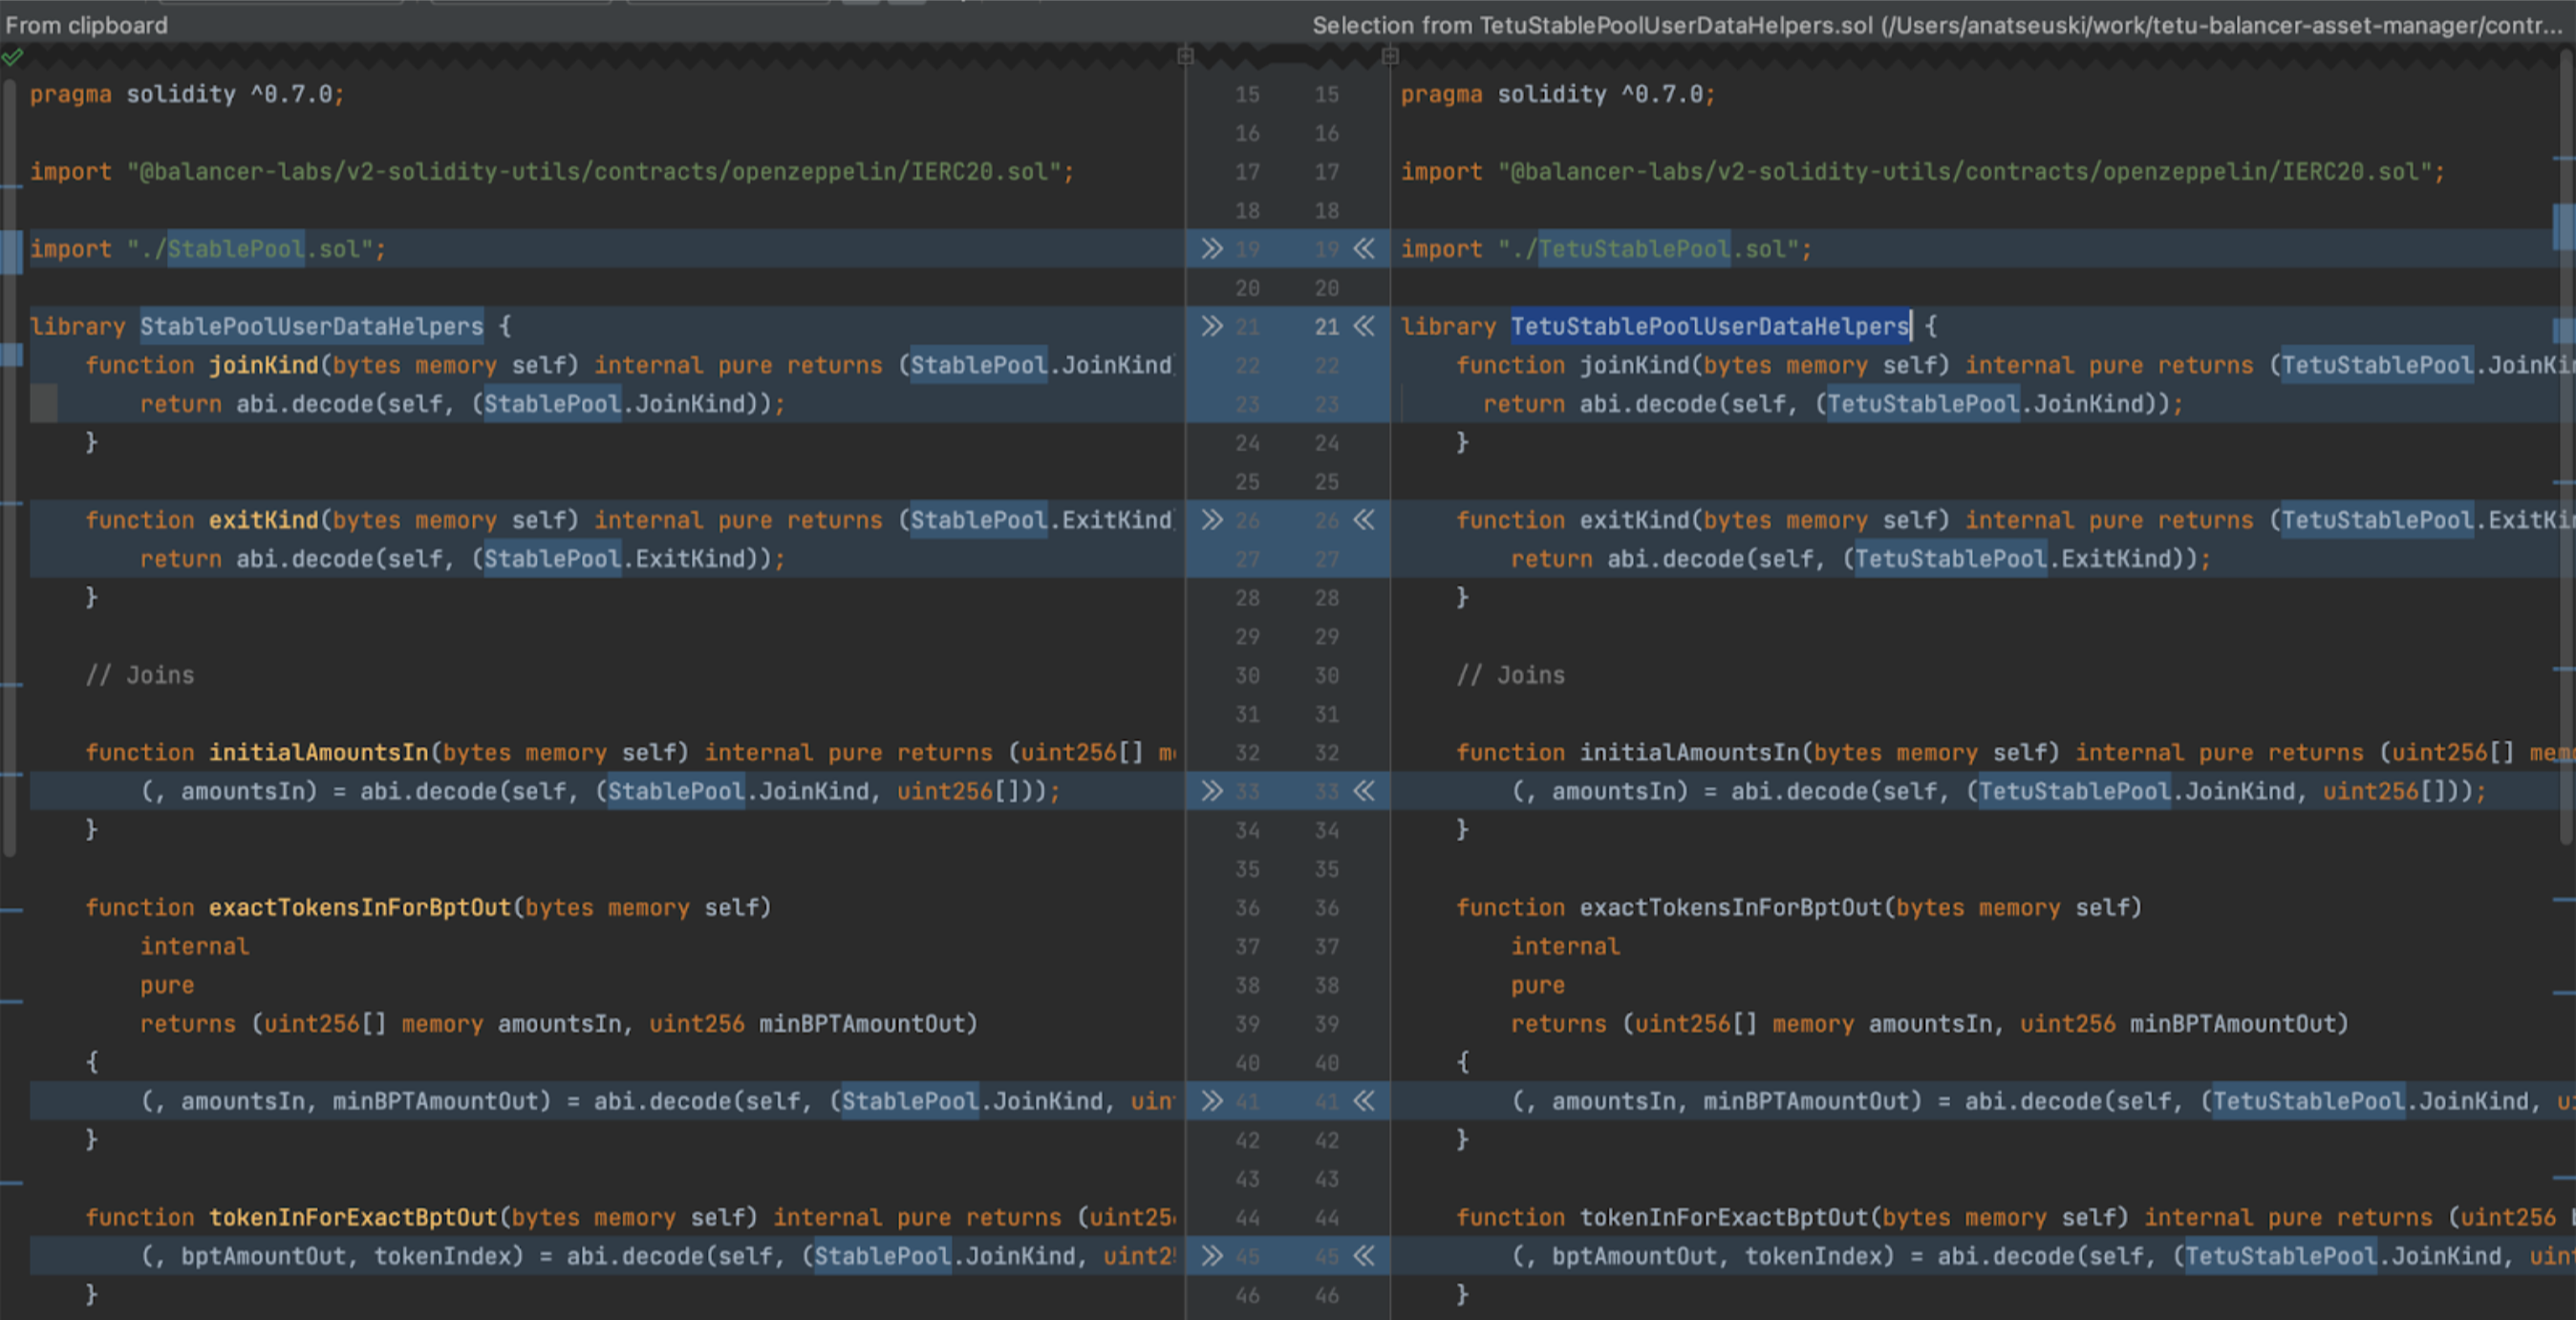 From clipboard
pragma solidity ^0.7.0;
import "@balancer-labs/v2-solidity-utils/contracts/openzeppelin/IERC20.sol";
import "./StablePool.sol";
library StablePoolUserDataHelpers {
function joinKind(bytes memory self) internal pure returns (StablePool.JoinKind
return abi.decode(self, (StablePool.JoinKind));
}
function exitKind(bytes memory self) internal pure returns (StablePool.ExitKind
return abi.decode(self, (StablePool.ExitKind));
}
// Joins
function initialAmountsIn(bytes memory self) internal pure returns (uint256[]
(, amountsIn) = abi.decode(self, (StablePool.JoinKind, uint256[]));
}
function exactTokensInForBptOut(bytes memory self)
internal
pure
returns (uint256[] memory amountsIn, uint256 minBPTAmountOut)
{
(, amountsIn, minBPTAmountOut) = abi.decode(self, (StablePool.JoinKind,
}
function tokenInForExactBptOut(bytes memory self) internal pure returns
(, bptAmountOut, tokenIndex) = abi.decode(self, (StablePool.JoinKind,
}
15 15
16 16
17 17
18 18
19 19
20 20
21 21
22 22
23 23
24 24
25 25
26 26
27 27
28 28
29 29
30 30
31 31
32 32
33 33
34 34
35 35
36 36
37 37
38 38
39 39
40 40
41 41
42 42
43 43
44 44
45 45
46 46
Selection from TetuStablePoolUserDataHelpers.sol (/Users/anatseuski/work/tetu-balancer-asset-manager/contr...
pragma solidity ^0.7.0;
import "@balancer-labs/v2-solidity-utils/contracts/openzeppelin/IERC20.sol";
import "./TetuStablePool.sol";
library TetuStablePoolUserDataHelpers {
function joinKind(bytes memory self) internal pure returns (TetuStablePool.
return abi.decode(self, (TetuStablePool.JoinKind));
}
function exitKind(bytes memory self) internal pure returns (TetuStablePool.
return abi.decode(self, (TetuStablePool.ExitKind));
}
// Joins
function initialAmountsIn(bytes memory self) internal pure returns (uint256[]
(, amountsIn) = abi.decode(self, (TetuStablePool.JoinKind, uint256[]));
}
function exactTokensInForBptOut(bytes memory self)
internal
pure
returns (uint256[] memory amountsIn, uint256 minBPTAmountOut)
{
(, amountsIn, minBPTAmountOut) = abi.decode(self, (TetuStablePool.JoinKind,
}
function tokenInForExactBptOut(bytes memory self) internal pure returns (uint256
(, bptAmountOut, tokenIndex) = abi.decode(self, (TetuStablePool.JoinKind,
}